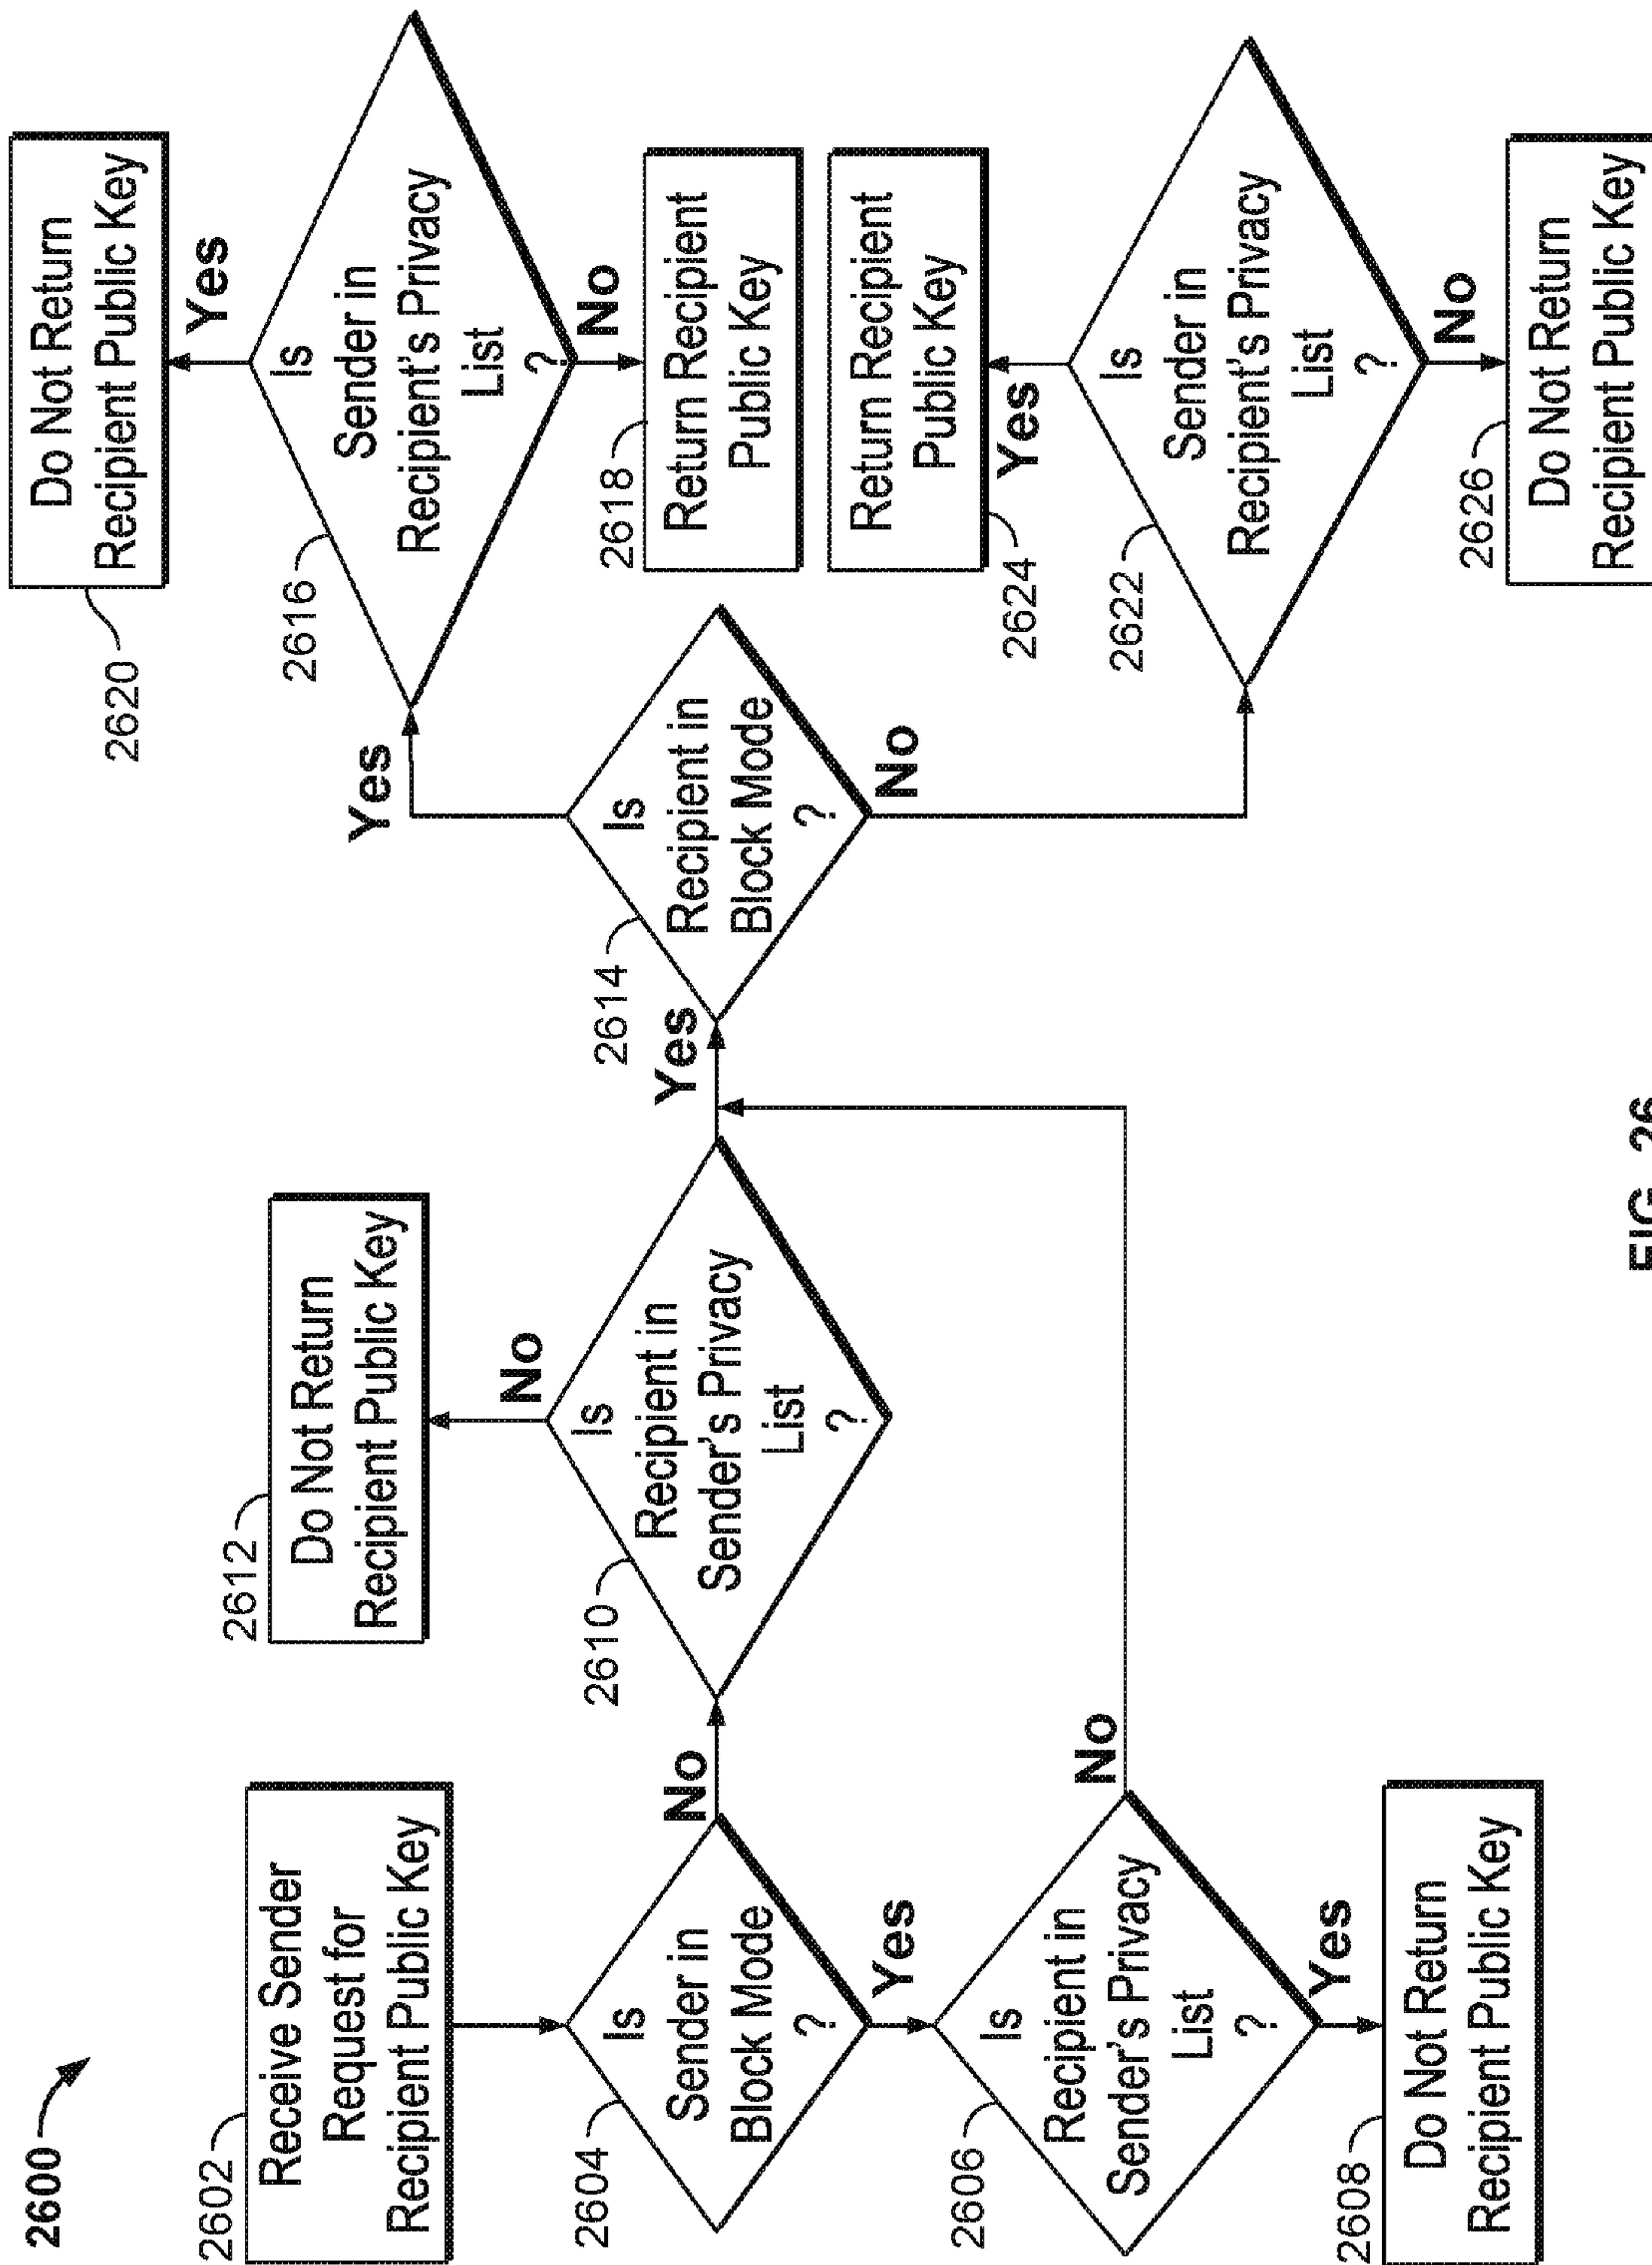 2600
2602
Receive Sender
Request for
Recipient Public Key
2604
Is
Sender in
Block Mode
?
No
Yes
2606
Is
Recipient in
Sender's Privacy
List
?
No
Yes
2608
Do Not Return
Recipient Public Key
2610
Is
Recipient in
Sender's Privacy
List
?
No
Yes
2612
Do Not Return
Recipient Public Key
2614
Is
Recipient in
Block Mode
?
Yes
No
2616
Is
Sender in
Recipient's Privacy
List
?
Yes
No
2620
Do Not Return
Recipient Public Key
2618
Return Recipient
Public Key
2624
Return Recipient
Public Key
Yes
2622
Is
Sender in
Recipient's Privacy
List
?
No
2626
Do Not Return
Recipient Public Key
FIG. 26